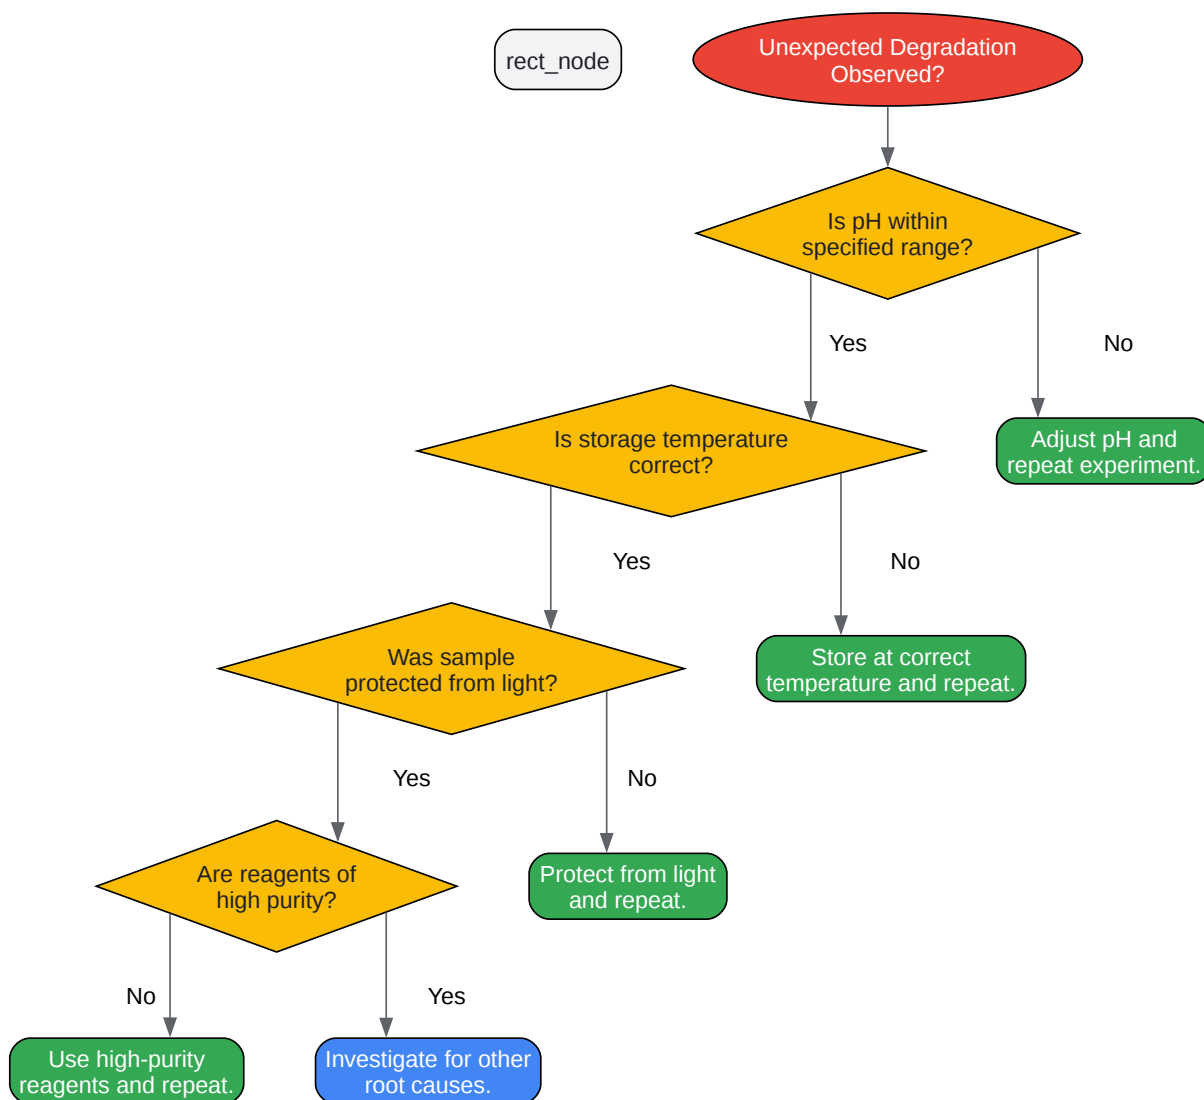 rect_node
Unexpected Degradation
Observed?
Is pH within
specified range?
Yes
No
Is storage temperature
correct?
Adjust pH and
repeat experiment.
Yes
No
Was sample
protected from light?
Store at correct
temperature and repeat.
Yes
No
Are reagents of
high purity?
Protect from light
and repeat.
No
Yes
Use high-purity
reagents and repeat.
Investigate for other
root causes.